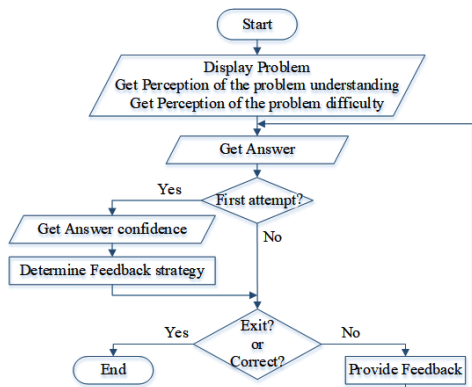 Start
Display Problem
Get Perception of the problem understanding
Get Perception of the problem difficulty
Get Answer
Yes
First attempt?
Get Answer confidence
No
Determine Feedback strategy
Yes
Exit?
or
Correct?
No
End
Provide Feedback